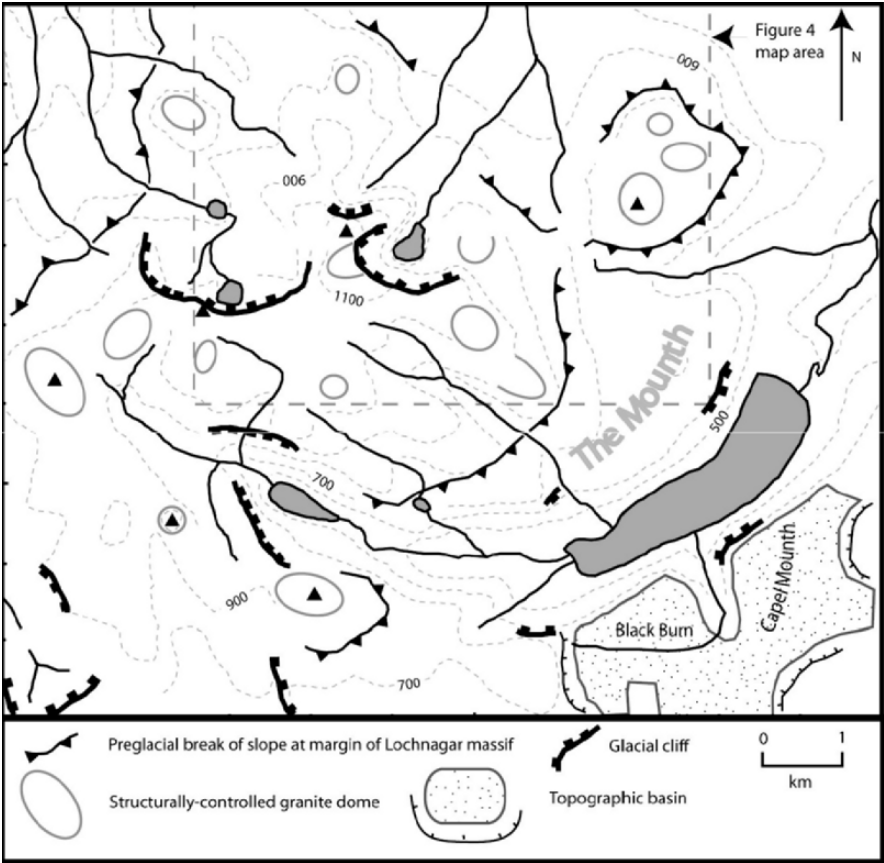 Figure 4
map area
N
009
006
1100
The Mounth
500
700
900
Capel Mounth
Black Burn
700
Preglacial break of slope at margin of Lochnagar massif
Glacial cliff
0 1
km
Structurally-controlled granite dome
Topographic basin